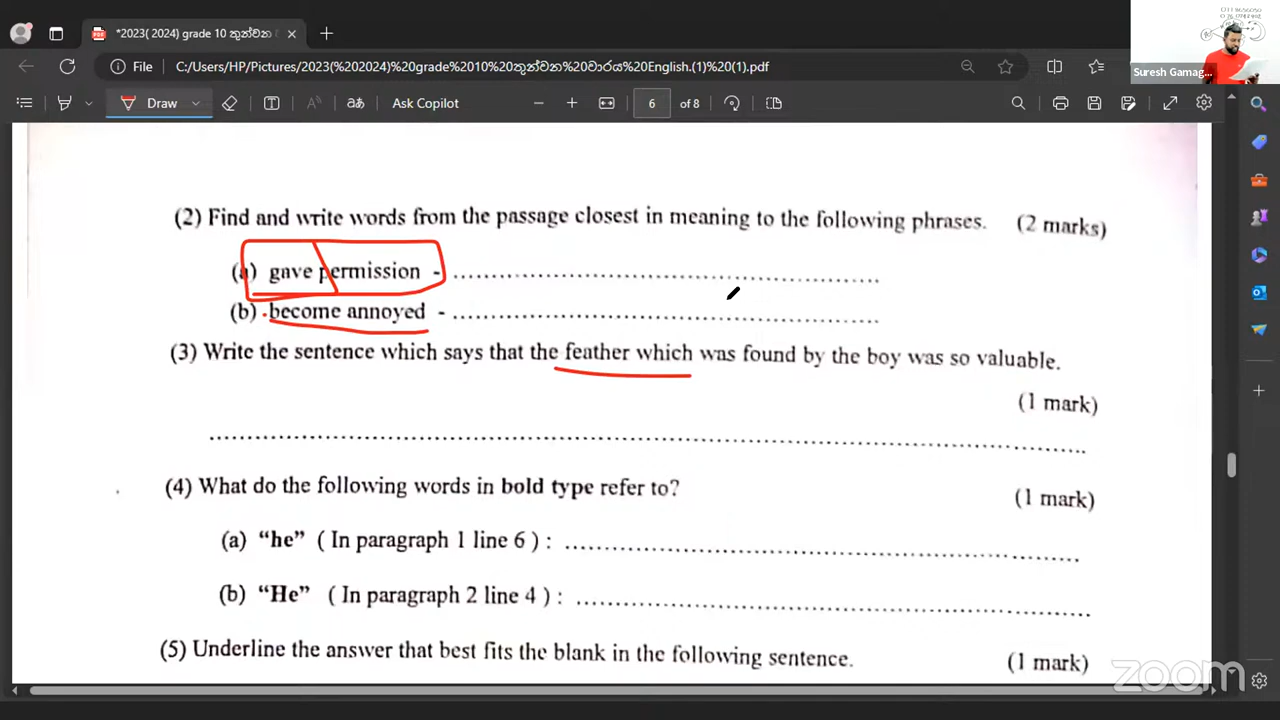 *2023( 2024) grade 10 තුන්වන
File C:/Users/HP/Pictures/2023(%202024)%20grade%2010%20තුන්වන%20වාරය%20English.(1)%20(1).pdf
Suresh Gamag...
Draw Ask Copilot 6 of 8
(2) Find and write words from the passage closest in meaning to the following phrases. (2 marks)
(a) gave permission - ........................................
(b) become annoyed - ........................................
(3) Write the sentence which says that the feather which was found by the boy was so valuable.
(1 mark)
................................................................................
(4) What do the following words in bold type refer to? (1 mark)
(a) “he” ( In paragraph 1 line 6 ) : ........................................
(b) “He” ( In paragraph 2 line 4 ) : ........................................
(5) Underline the answer that best fits the blank in the following sentence. (1 mark)
zoom